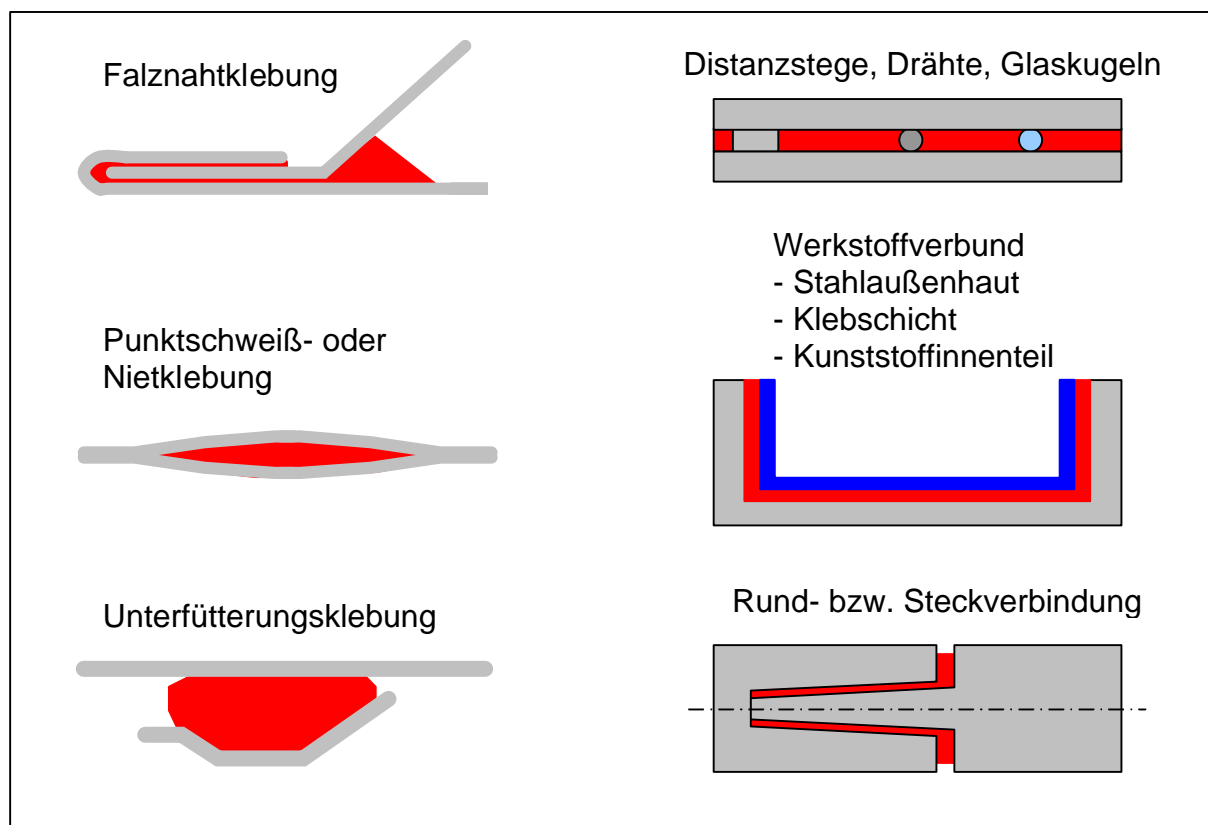 Falznahtklebung
Punktschweiß- oder
Nietklebung
Unterfütterungsklebung
Distanzstege, Drähte, Glaskugeln
Werkstoffverbund
- Stahlaußenhaut
- Klebschicht
- Kunststoffinnenteil
Rund- bzw. Steckverbindung